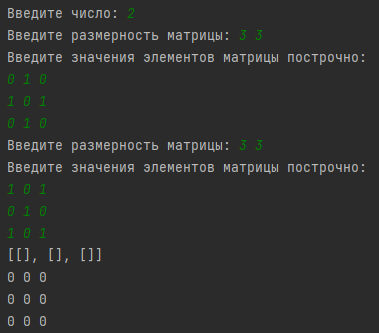 Введите число: 2
Введите размерность матрицы: 3 3
Введите значения элементов матрицы построчно:
0 1 0
1 0 1
0 1 0
Введите размерность матрицы: 3 3
Введите значения элементов матрицы построчно:
1 0 1
0 1 0
1 0 1
[[], [], []]
0 0 0
0 0 0
0 0 0